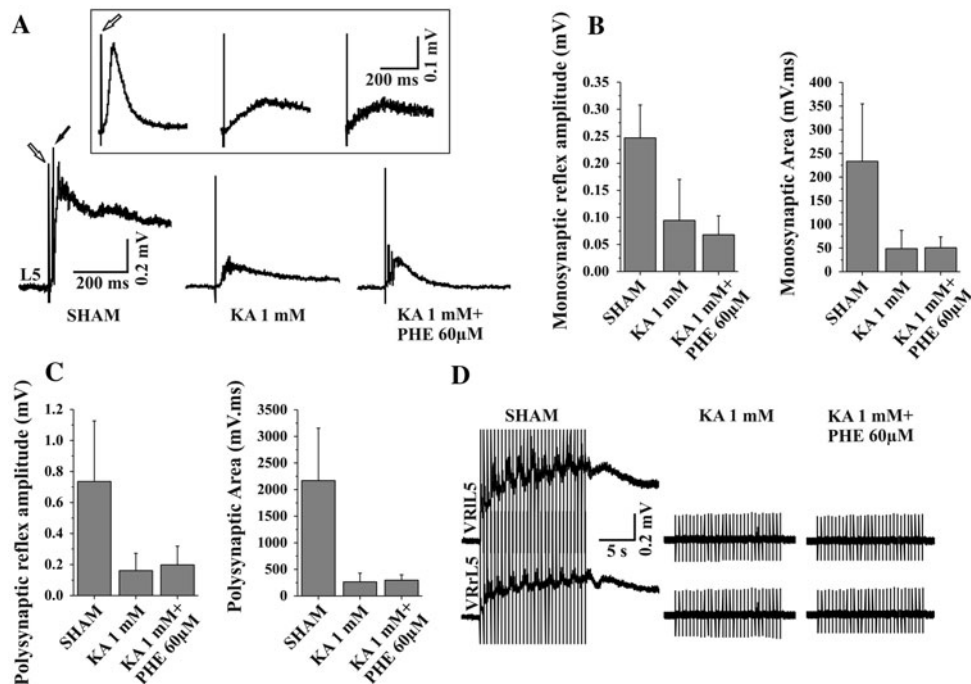 A
200 ms
0.1 mV
L5
200 ms
0.2 mV
SHAM
KA 1 mM
KA 1 mM+
PHE 60µM
B
Monosynaptic reflex amplitude (mV)
0.35
0.30
0.25
0.20
0.15
0.10
0.05
0.00
SHAM
KA 1 mM
KA 1 mM+
PHE 60µM
Monosynaptic Area (mV.ms)
400
350
300
250
200
150
100
50
0
SHAM
KA 1 mM
KA 1 mM+
PHE 60µM
C
Polysynaptic reflex amplitude (mV)
1.2
1.0
0.8
0.6
0.4
0.2
0.0
SHAM
KA 1 mM
KA 1 mM+
PHE 60µM
Polysynaptic Area (mV.ms)
3500
3000
2500
2000
1500
1000
500
0
SHAM
KA 1 mM
KA 1 mM+
PHE 60µM
D
SHAM
KA 1 mM
KA 1 mM+
PHE 60µM
VRlL5
VRrL5
5 s
0.2 mV